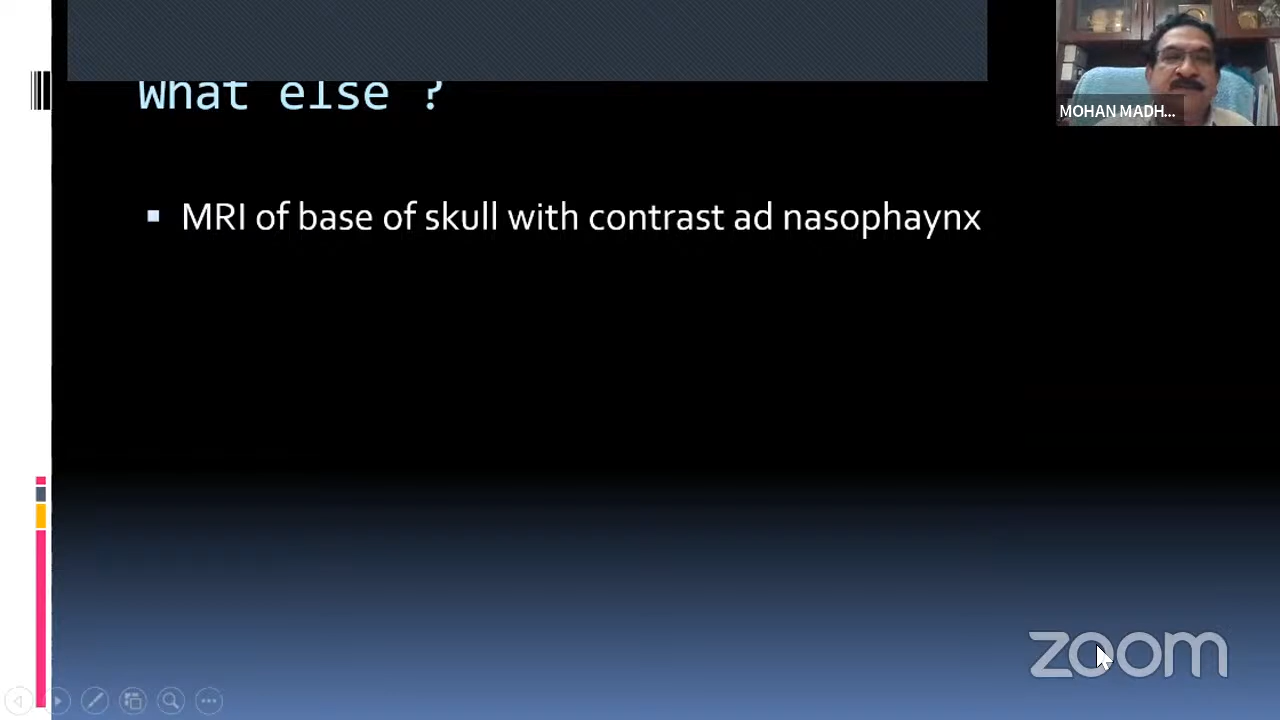 What else ?
MOHAN MADH...
▪ MRI of base of skull with contrast ad nasophaynx
zoom